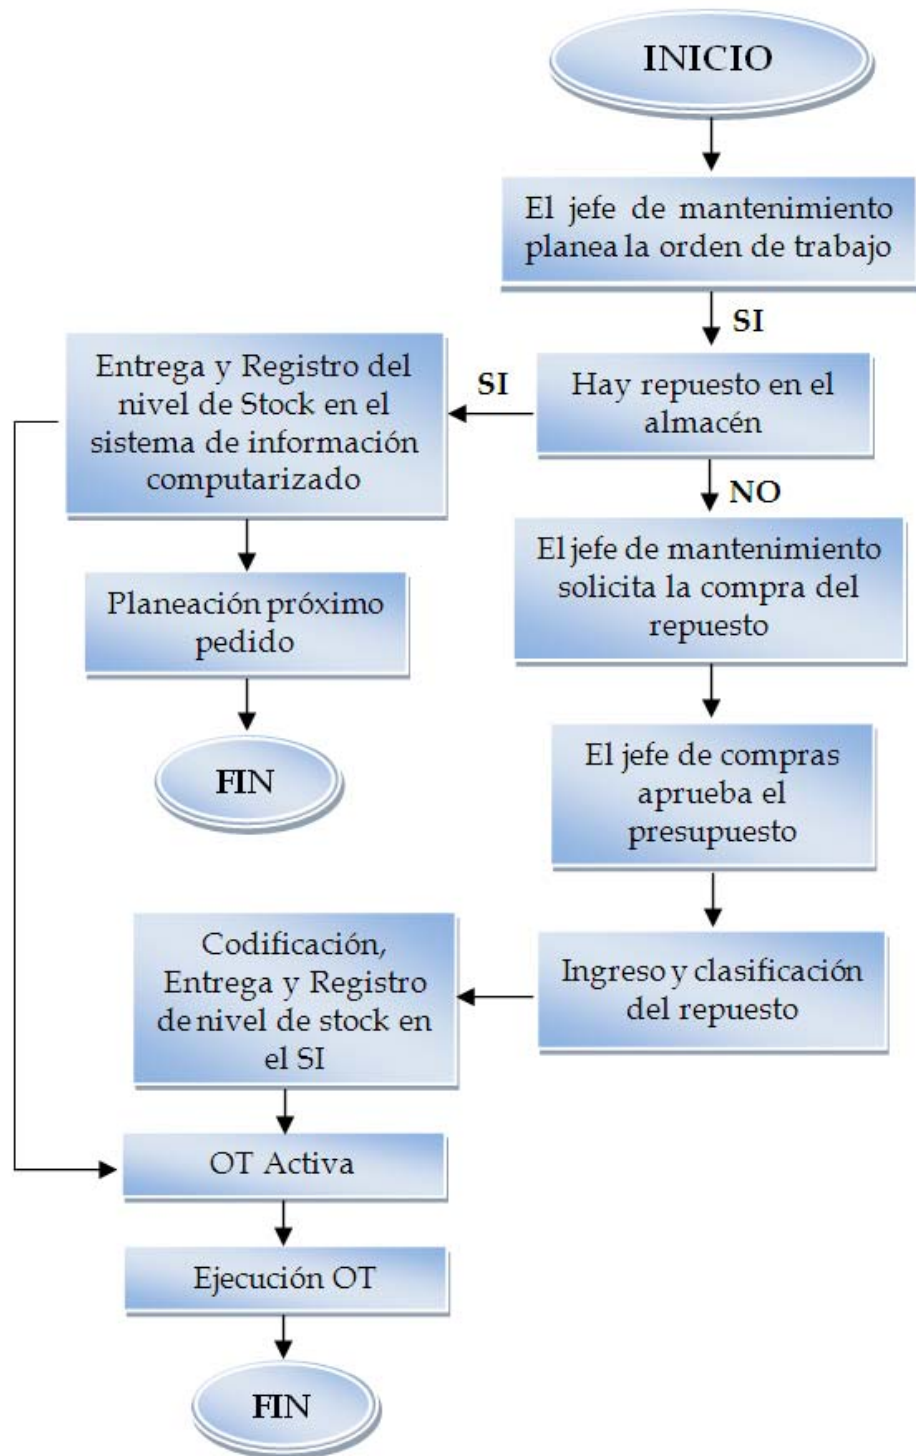 INICIO
El jefe de mantenimiento
planea la orden de trabajo
SI
Hay repuesto en el
almacén
SI
Entrega y Registro del
nivel de Stock en el
sistema de información
computarizado
Planeación próximo
pedido
FIN
NO
El jefe de mantenimiento
solicita la compra del
repuesto
El jefe de compras
aprueba el
presupuesto
Ingreso y clasificación
del repuesto
Codificación,
Entrega y Registro
de nivel de stock en
el SI
OT Activa
Ejecución OT
FIN